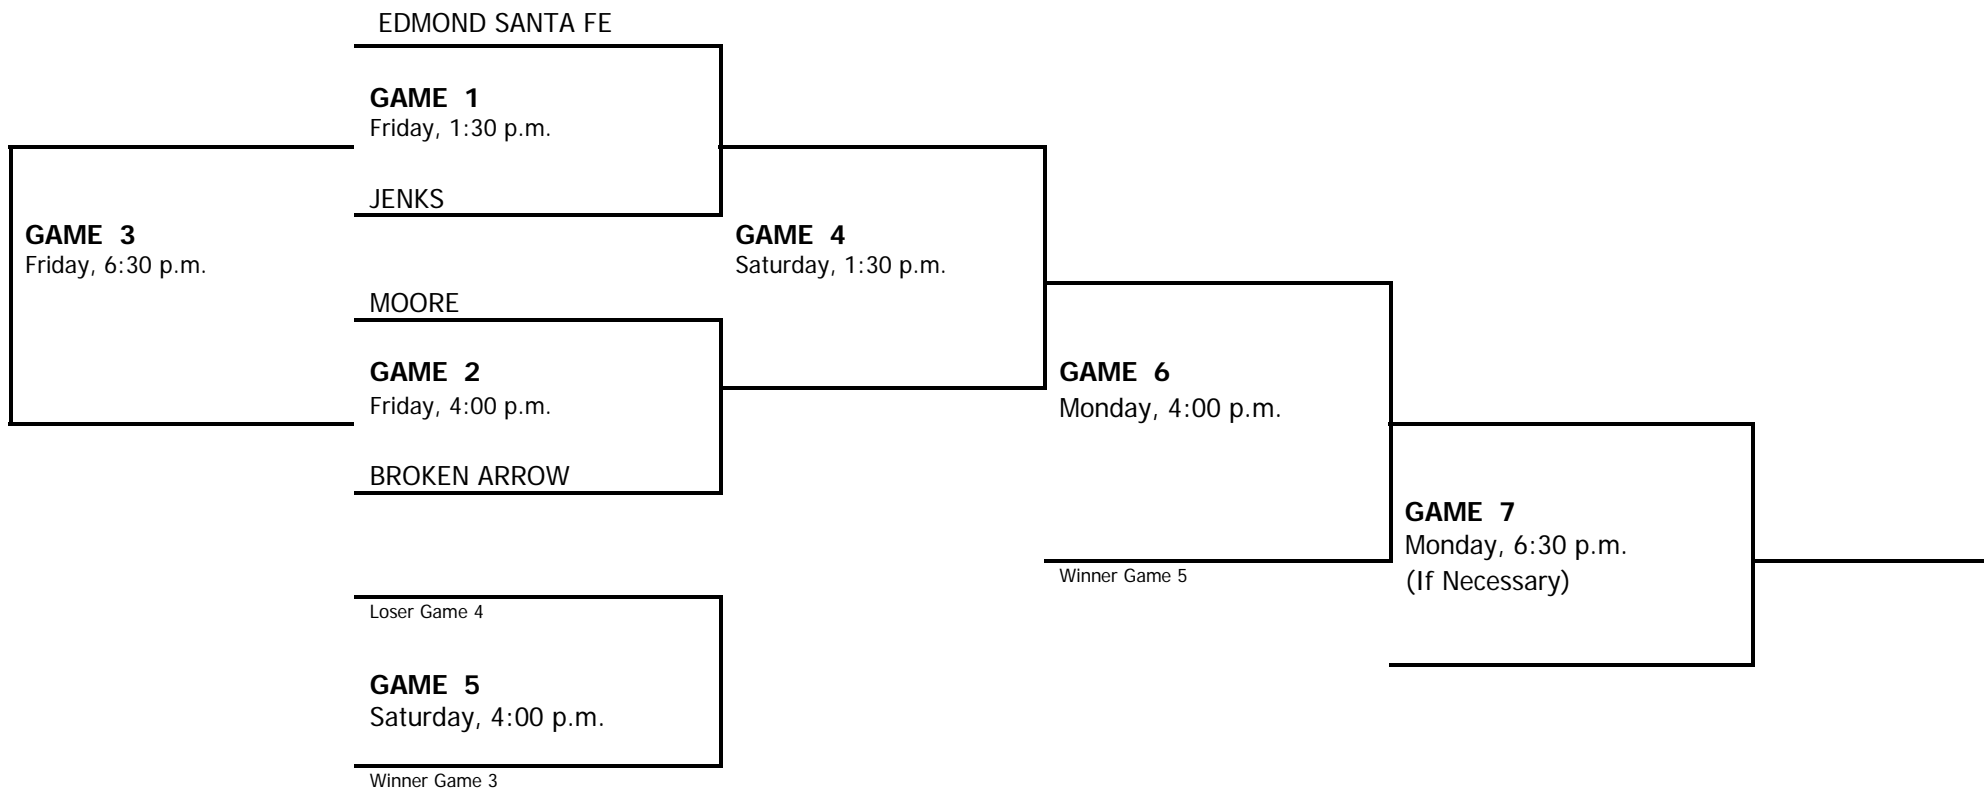 EDMOND SANTA FE
GAME 1
Friday, 1:30 p.m.
JENKS
GAME 3
Friday, 6:30 p.m.
GAME 4
Saturday, 1:30 p.m.
MOORE
GAME 2
Friday, 4:00 p.m.
BROKEN ARROW
GAME 6
Monday, 4:00 p.m.
Winner Game 5
GAME 7
Monday, 6:30 p.m.
(If Necessary)
Loser Game 4
GAME 5
Saturday, 4:00 p.m.
Winner Game 3